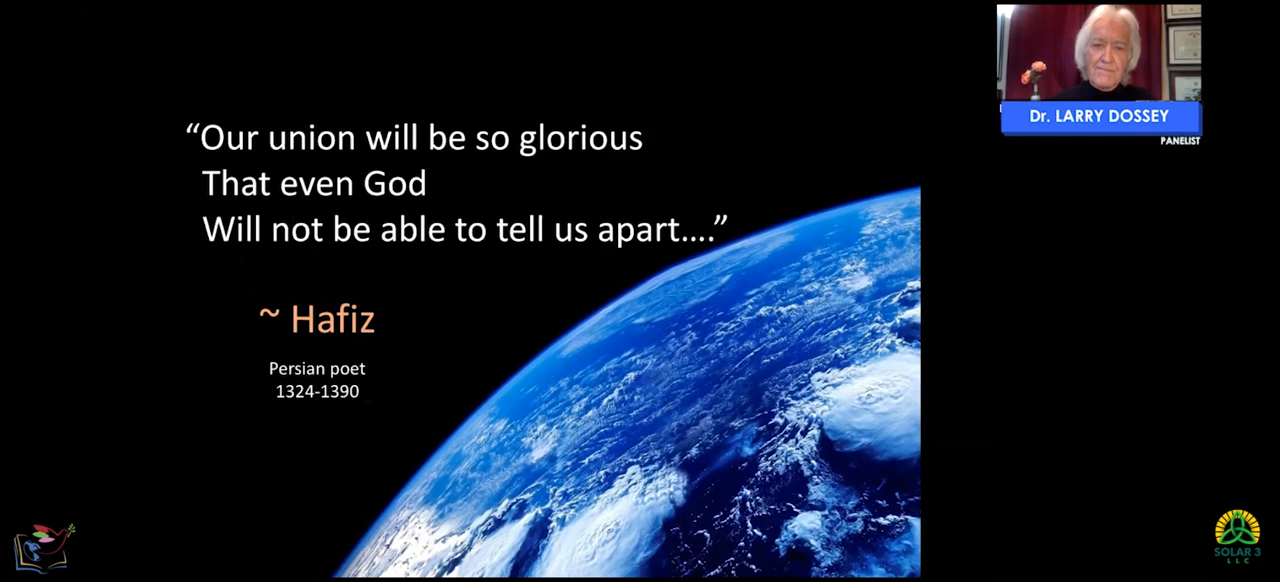 “Our union will be so glorious
That even God
Will not be able to tell us apart....”
~ Hafiz
Persian poet
1324-1390
Dr. LARRY DOSSEY
PANELIST
SOLAR 3
LLC